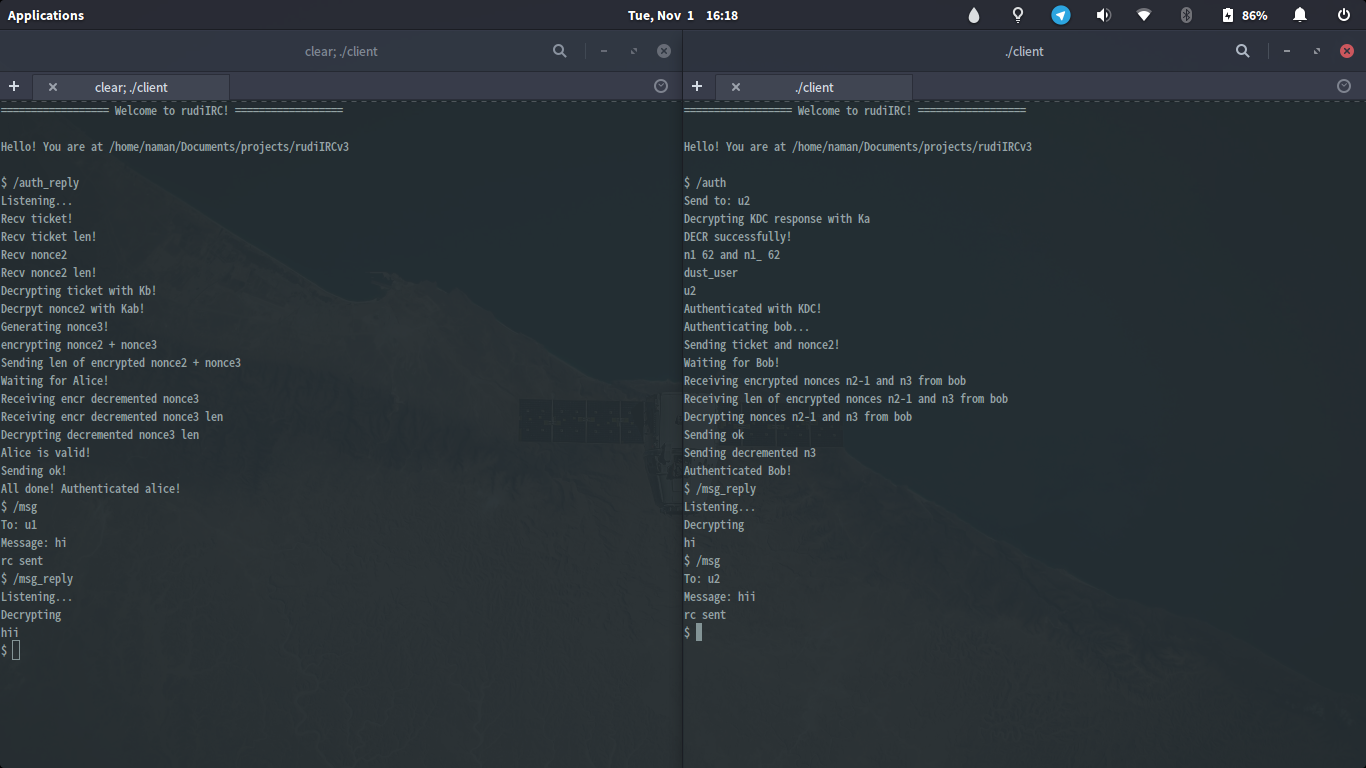 Applications
Tue, Nov 1 16:18
86%
clear; ./client
clear; ./client
================== Welcome to rudiIRC! ==================
Hello! You are at /home/naman/Documents/projects/rudiIRCv3
$ /auth_reply
Listening...
Recv ticket!
Recv ticket len!
Recv nonce2
Recv nonce2 len!
Decrypting ticket with Kb!
Decrpyt nonce2 with Kab!
Generating nonce3!
encrypting nonce2 + nonce3
Sending len of encrypted nonce2 + nonce3
Waiting for Alice!
Receiving encr decremented nonce3
Receiving encr decremented nonce3 len
Decrypting decremented nonce3 len
Alice is valid!
Sending ok!
All done! Authenticated alice!
$ /msg
To: u1
Message: hi
rc sent
$ /msg_reply
Listening...
Decrypting
hii
$
./client
./client
================== Welcome to rudiIRC! ==================
Hello! You are at /home/naman/Documents/projects/rudiIRCv3
$ /auth
Send to: u2
Decrypting KDC response with Ka
DECR successfully!
n1 62 and n1_ 62
dust_user
u2
Authenticated with KDC!
Authenticating bob...
Sending ticket and nonce2!
Waiting for Bob!
Receiving encrypted nonces n2-1 and n3 from bob
Receiving len of encrypted nonces n2-1 and n3 from bob
Decrypting nonces n2-1 and n3 from bob
Sending ok
Sending decremented n3
Authenticated Bob!
$ /msg_reply
Listening...
Decrypting
hi
$ /msg
To: u2
Message: hii
rc sent
$